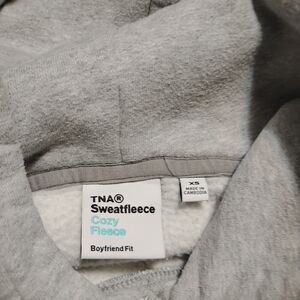 TNA®
Sweatfleece
Cozy
Fleece
Boyfriend Fit
XS
MADE IN
CAMBODIA